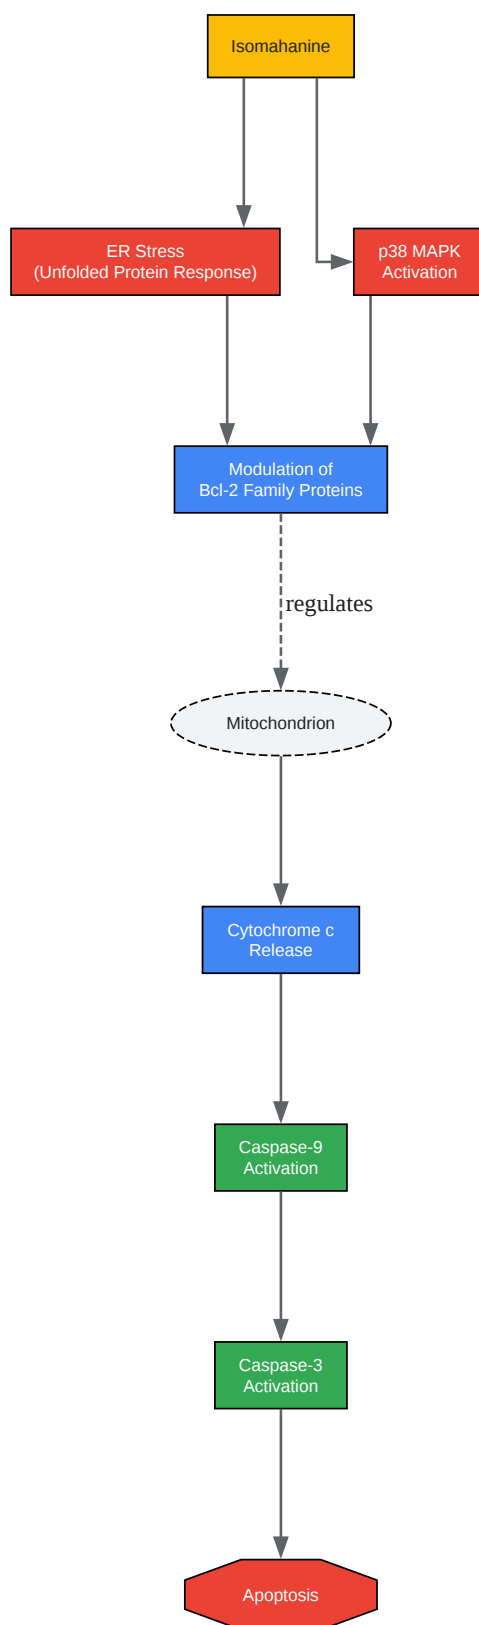 Isomahanine
ER Stress
(Unfolded Protein Response)
p38 MAPK
Activation
Modulation of
Bcl-2 Family Proteins
regulates
Mitochondrion
Cytochrome c
Release
Caspase-9
Activation
Caspase-3
Activation
Apoptosis